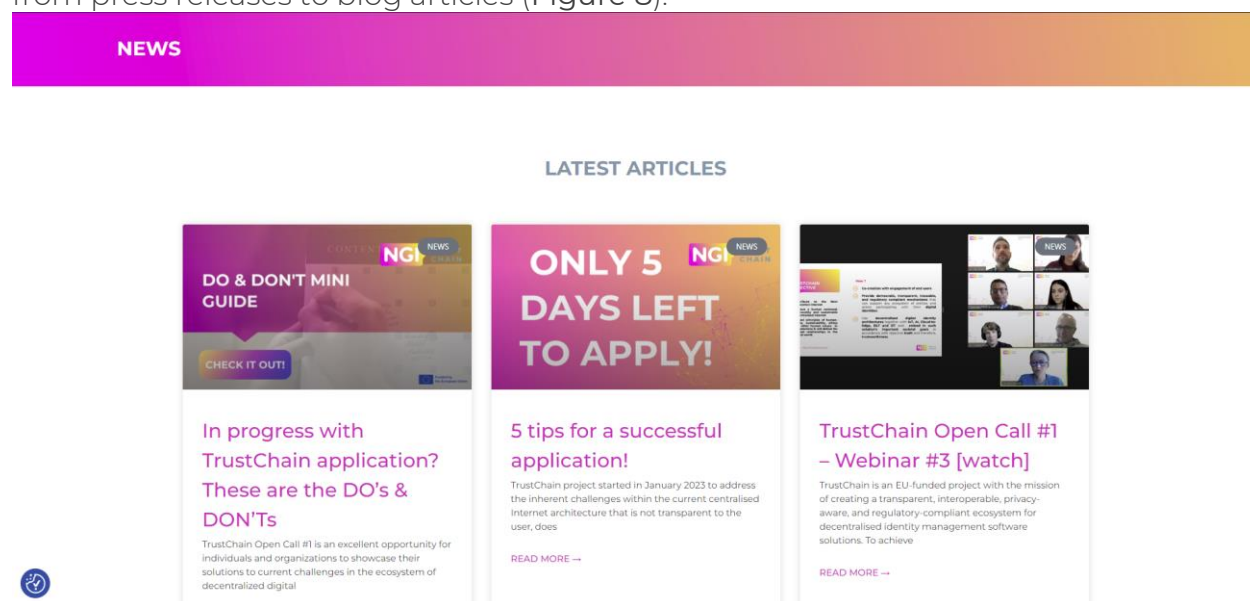 from press releases to blog articles (Figure 8).
NEWS
LATEST ARTICLES
NGI
NEWS
CHAIN
DO & DON'T MINI
GUIDE
CHECK IT OUT!
In progress with
TrustChain application?
These are the DO's &
DON'Ts
TrustChain Open Call #1 is an excellent opportunity for
individuals and organizations to showcase their
solutions to current challenges in the ecosystem of
decentralized digital
NGI
NEWS
CHAIN
ONLY 5
DAYS LEFT
TO APPLY!
5 tips for a successful
application!
TrustChain project started in January 2023 to address
the inherent challenges within the current centralised
Internet architecture that is not transparent to the
user, does
READ MORE →
NEWS
TrustChain Open Call #1
– Webinar #3 [watch]
TrustChain is an EU-funded project with the mission
of creating a transparent, interoperable, privacy-
aware, and regulatory-compliant ecosystem for
decentralised identity management software
solutions. To achieve
READ MORE →